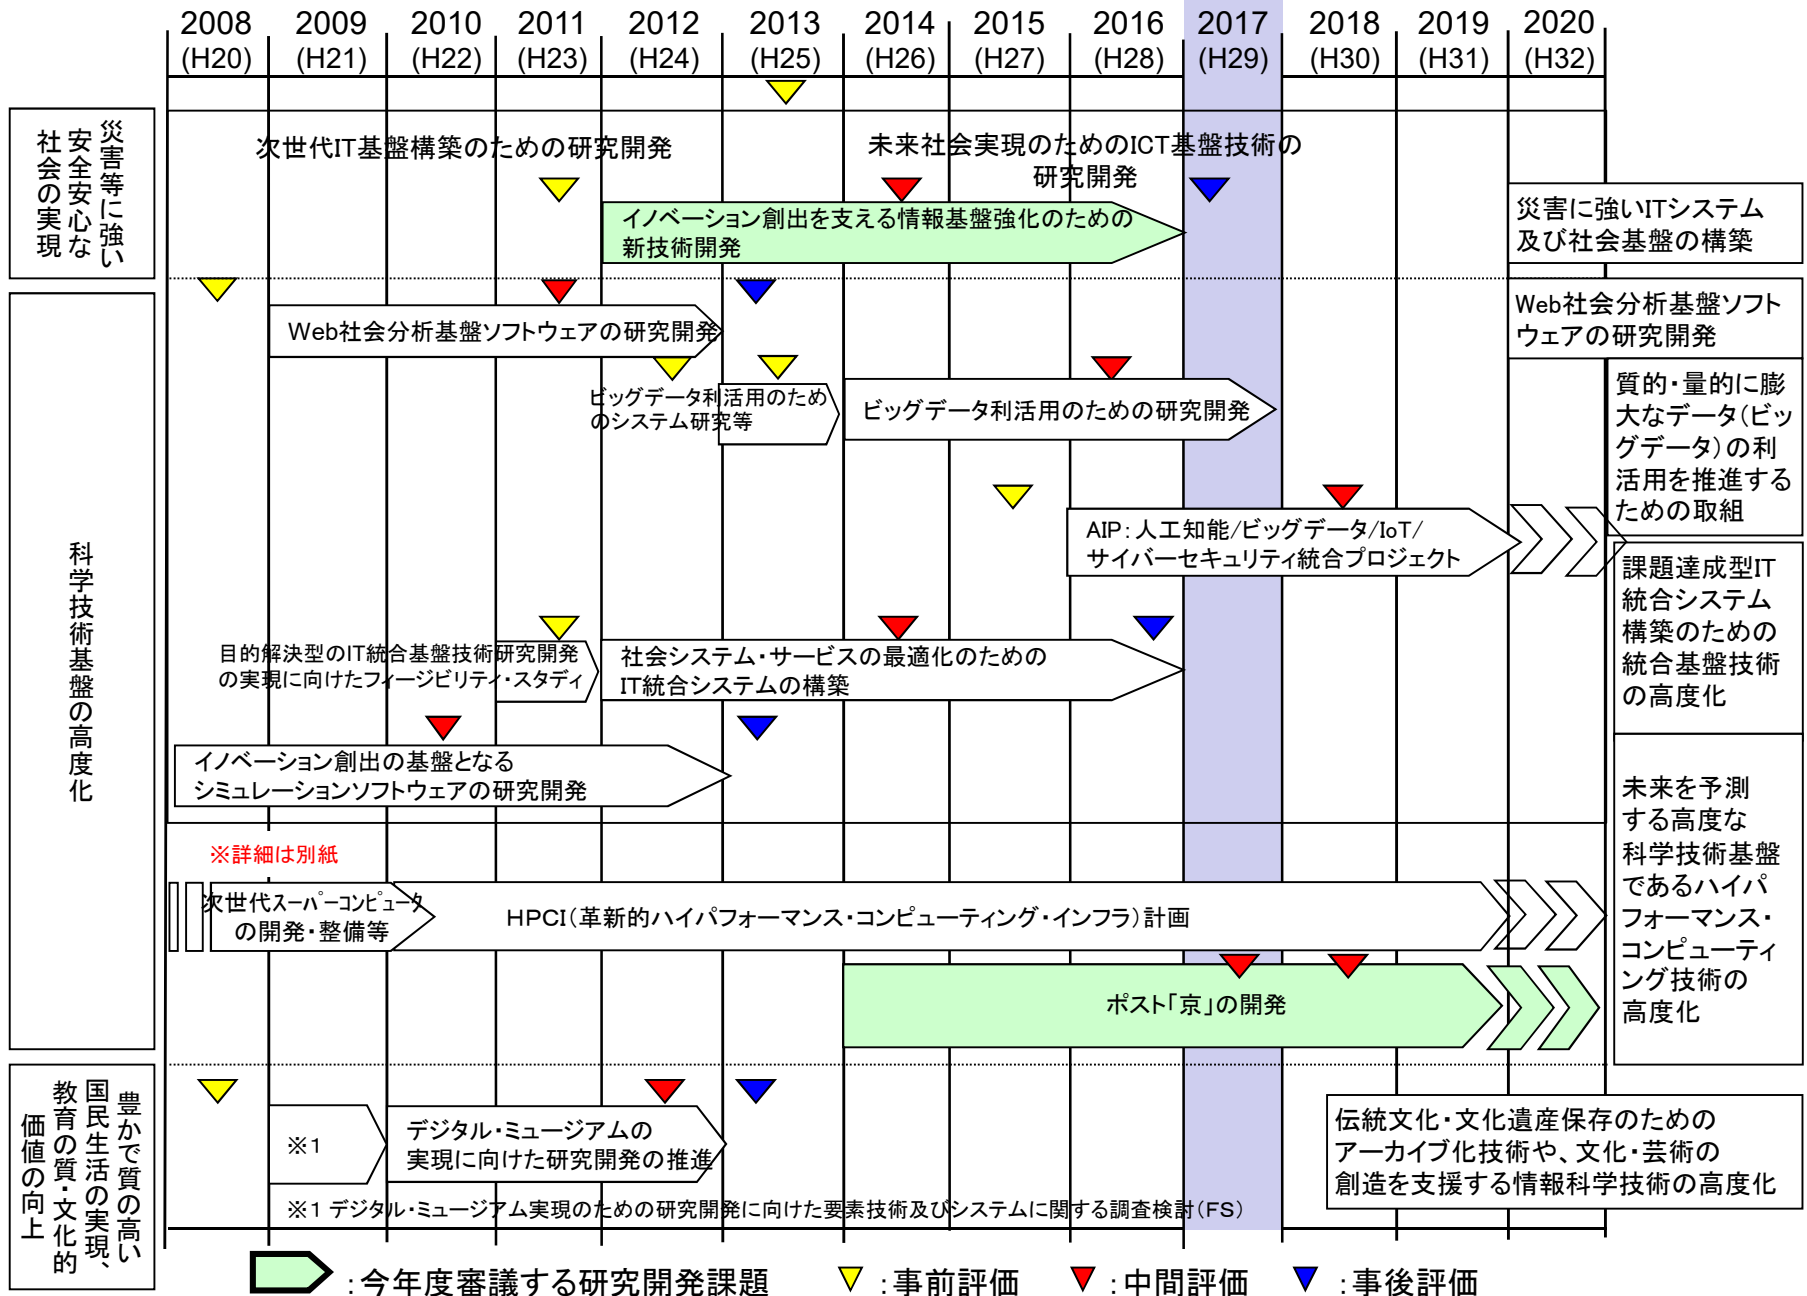 2008 2009 2010 2011 2012 2013 2014 2015 2016 2017 2018 2019 2020
(H20) (H21) (H22) (H23) (H24) (H25) (H26) (H27) (H28) (H29) (H30) (H31) (H32)
災害等に強い
安全安心な
社会の実現
次世代IT基盤構築のための研究開発
未来社会実現のためのICT基盤技術の
研究開発
イノベーション創出を支える情報基盤強化のための
新技術開発
災害に強いITシステム
及び社会基盤の構築
科学技術基盤の高度化
Web社会分析基盤ソフトウェアの研究開発
Web社会分析基盤ソフト
ウェアの研究開発
ビッグデータ利活用のため
のシステム研究等
ビッグデータ利活用のための研究開発
質的・量的に膨
大なデータ(ビッ
グデータ)の利
活用を推進する
ための取組
AIP:人工知能/ビッグデータ/IoT/
サイバーセキュリティ統合プロジェクト
目的解決型のIT統合基盤技術研究開発
の実現に向けたフィージビリティ・スタディ
社会システム・サービスの最適化のための
IT統合システムの構築
課題達成型IT
統合システム
構築のための
統合基盤技術
の高度化
イノベーション創出の基盤となる
シミュレーションソフトウェアの研究開発
※詳細は別紙
次世代スーパーコンピュータ
の開発・整備等
HPCI(革新的ハイパフォーマンス・コンピューティング・インフラ)計画
ポスト「京」の開発
未来を予測
する高度な
科学技術基盤
であるハイパ
フォーマンス・
コンピューティ
ング技術の
高度化
豊かで質の高い
国民生活の実現、
教育の質・文化的
価値の向上
※1
デジタル・ミュージアムの
実現に向けた研究開発の推進
※1 デジタル・ミュージアム実現のための研究開発に向けた要素技術及びシステムに関する調査検討(FS)
伝統文化・文化遺産保存のための
アーカイブ化技術や、文化・芸術の
創造を支援する情報科学技術の高度化
:今年度審議する研究開発課題 :事前評価 :中間評価 :事後評価